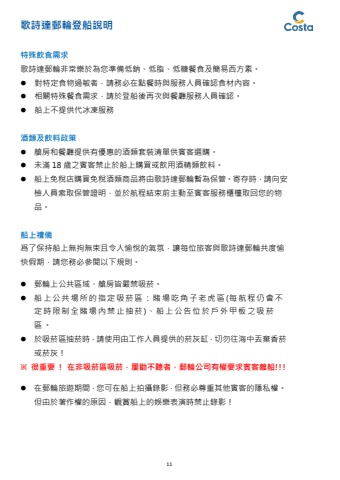 歌詩達郵輪登船說明
Costa
特殊飲食需求
歌詩達郵輪非常樂於為您準備低鈉、低脂、低糖餐食及簡易西方素。
● 對特定食物過敏者，請務必在點餐時與服務人員確認食材內容。
● 相關特殊餐食需求，請於登船後再次與餐廳服務人員確認。
● 船上不提供代冰凍服務
酒類及飲料政策
● 艙房和餐廳提供有優惠的酒類套裝清單供賓客選購。
● 未滿 18 歲之賓客禁止於船上購買或飲用酒精類飲料。
● 船上免稅店購買免稅酒類商品將由歌詩達郵輪暫為保管。寄存時，請向安
檢人員索取保管證明，並於航程結束前主動至賓客服務櫃檯取回您的物
品。
船上禮儀
爲了保持船上無拘無束且令人愉悅的氣氛，讓每位旅客與歌詩達郵輪共度愉
快假期，請您務必參閱以下規則。
● 郵輪上公共區域，艙房皆嚴禁吸菸。
● 船上公共場所的指定吸菸區：賭場吃角子老虎區(每航程仍會不
定時限制全賭場內禁止抽菸)、船上公告位於戶外甲板之吸菸
區。
● 於吸菸區抽菸時，請使用由工作人員提供的菸灰缸，切勿往海中丟棄香菸
或菸灰！
※ 很重要 ！ 在非吸菸區吸菸，屢勸不聽者，郵輪公司有權要求賓客離船!!!
● 在郵輪旅遊期間，您可在船上拍攝錄影，但務必尊重其他賓客的隱私權。
但由於著作權的原因，觀賞船上的娛樂表演時禁止錄影！
11